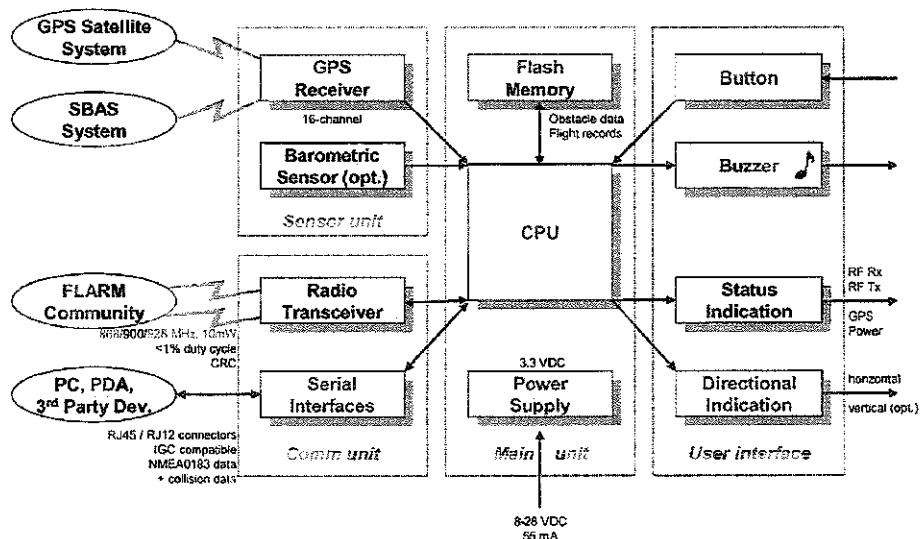 GPS Satellite
System
SBAS
System
GPS
Receiver
16-channel
Barometric
Sensor (opt.)
Sensor unit
Flash
Memory
Obstacle data
Flight records
CPU
Button
Buzzer
FLARM
Community
868/900/926 MHz, 10mW
<1% duty cycle
CRC
Radio
Transceiver
Status
Indication
RF Rx
RF Tx
GPS
Power
PC, PDA,
3rd Party Dev.
RJ45 / RJ12 connectors
IGC compatible
NMEA0183 data
+ collision data
Serial
Interfaces
Comm unit
3.3 VDC
Power
Supply
Main unit
8-28 VDC
55 mA
Directional
Indication
horizontal
vertical (opt.)
User interface